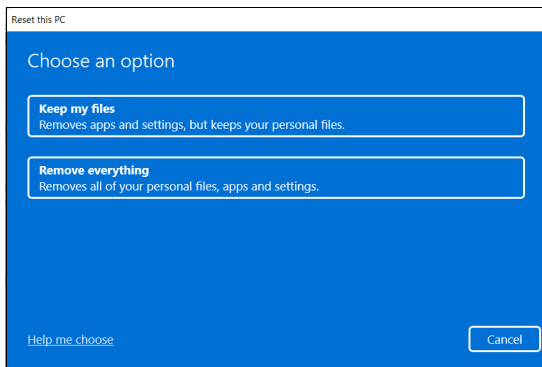 Reset this PC
Choose an option
Keep my files
Removes apps and settings, but keeps your personal files.
Remove everything
Removes all of your personal files, apps and settings.
Help me choose
Cancel